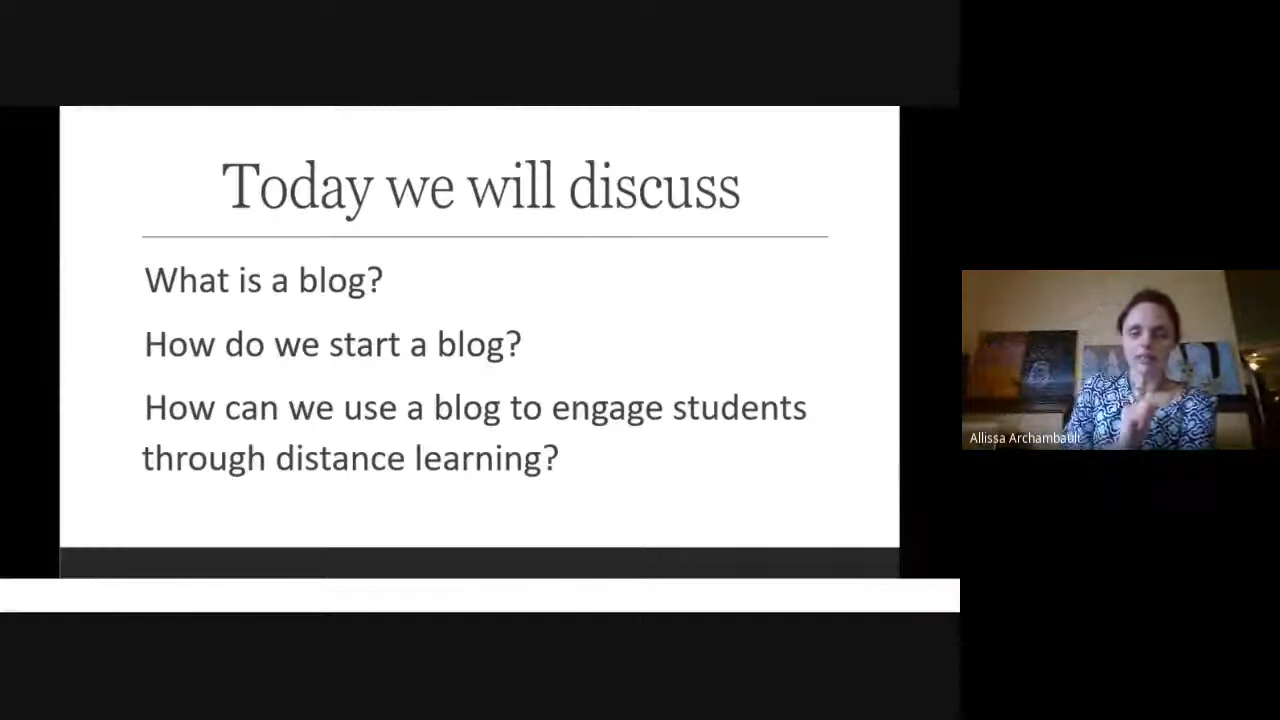 Today we will discuss
What is a blog?
How do we start a blog?
How can we use a blog to engage students
through distance learning?
Allissa Archambault